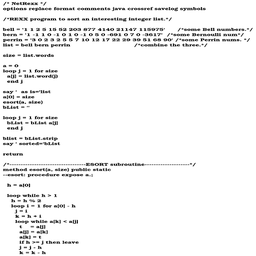 /* NetRexx */
options replace format comments java crossref savelog symbols
/*REXX program to sort an interesting integer list.*/
bell = '1 1 2 5 15 52 203 877 4140 21147 115975' /*some Bell numbers.*/
bern = '1 -1 1 0 -1 0 1 0 -1 0 5 0 -691 0 7 0 -3617' /*some Bernoulli num*/
perrin = '3 0 2 3 2 5 5 7 10 12 17 22 29 39 51 68 90' /*some Perrin nums. */
list = bell bern perrin /*combine the three.*/
size = list.words
a = 0
loop j = 1 for size
a[j] = list.word(j)
end j
say ' as is='list
a[0] = size
esort(a, size)
bList = ''
loop j = 1 for size
bList = bList a[j]
end j
blist = bList.strip
say ' sorted='bList
return
/*--------------------------------ESORT subroutine-------------------*/
method esort(a, size) public static
--esort: procedure expose a.;
h = a[0]
loop while h > 1
h = h % 2
loop i = 1 for a[0] - h
j = i
k = h + i
loop while a[k] < a[j]
t = a[j]
a[j] = a[k]
a[k] = t
if h >= j then leave
j = j - h
k = k - h